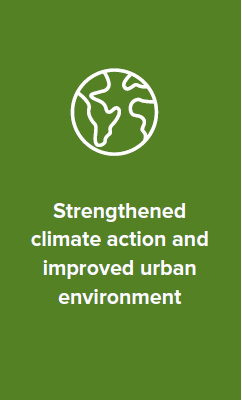 Strengthened
climate action and
improved urban
environment